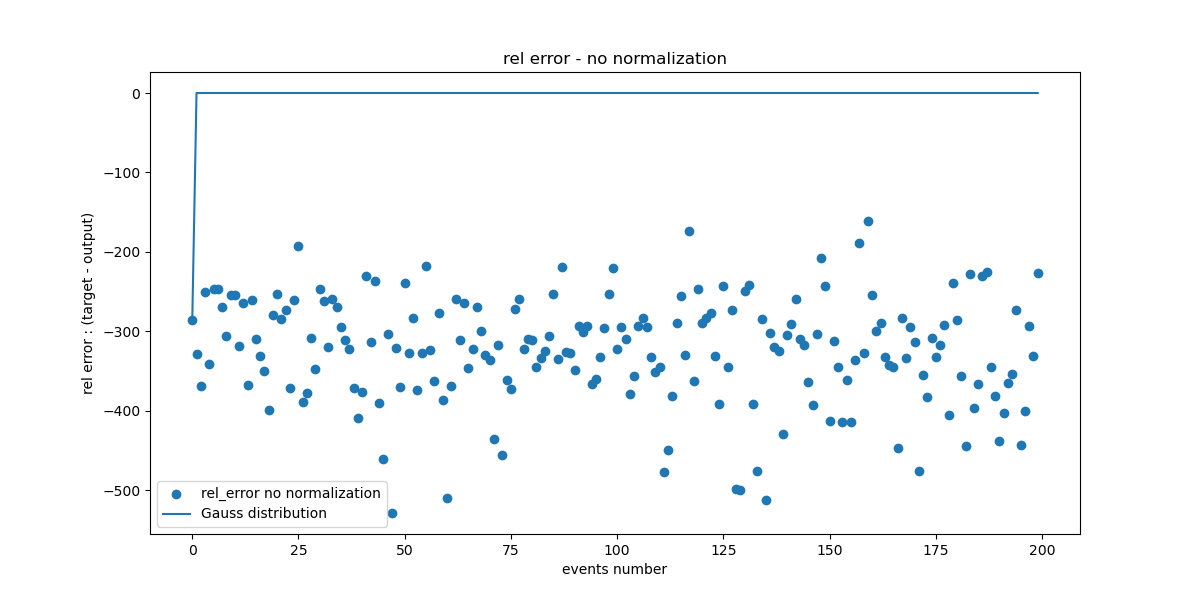 rel error - no normalization
rel error : (target - output)
0
−100
−200
−300
−400
−500
rel_error no normalization
Gauss distribution
0 25 50 75 100 125 150 175 200
events number